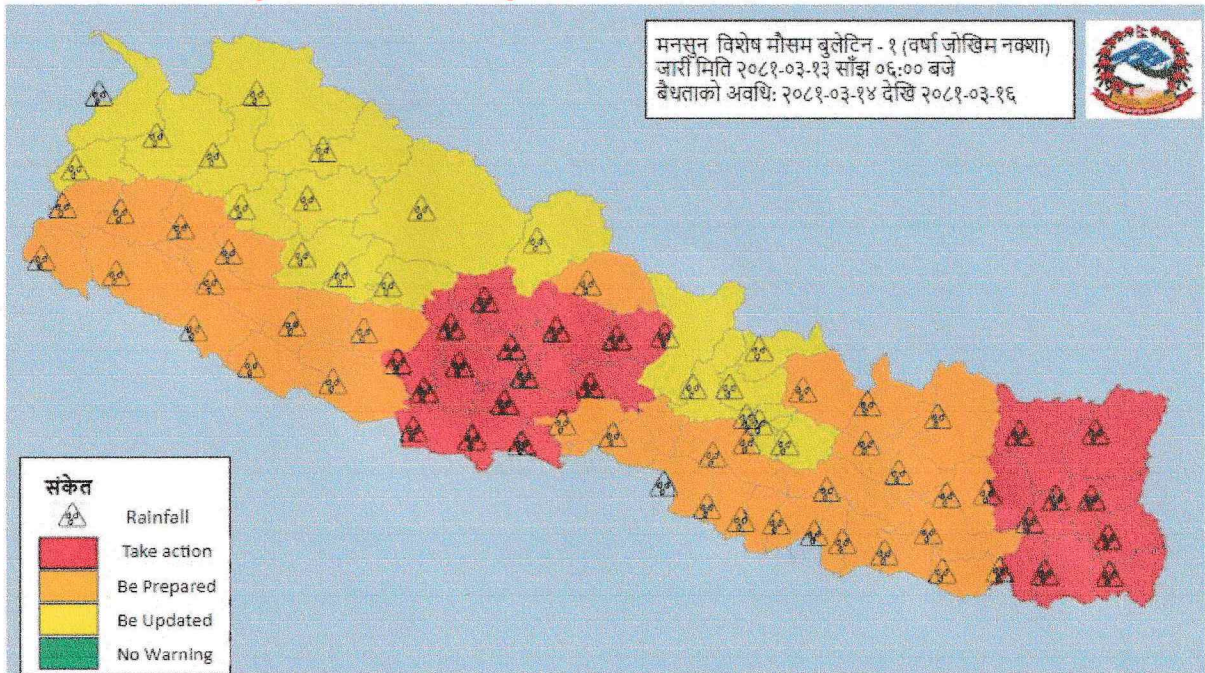 मनसुन विशेष मौसम बुलेटिन - १ (वर्षा जोखिम नक्शा)
जारी मिति २०८१-०३-१३ साँझ ०६:०० बजे
बैधताको अवधि: २०८१-०३-१४ देखि २०८१-०३-१६
संकेत
Rainfall
Take action
Be Prepared
Be Updated
No Warning